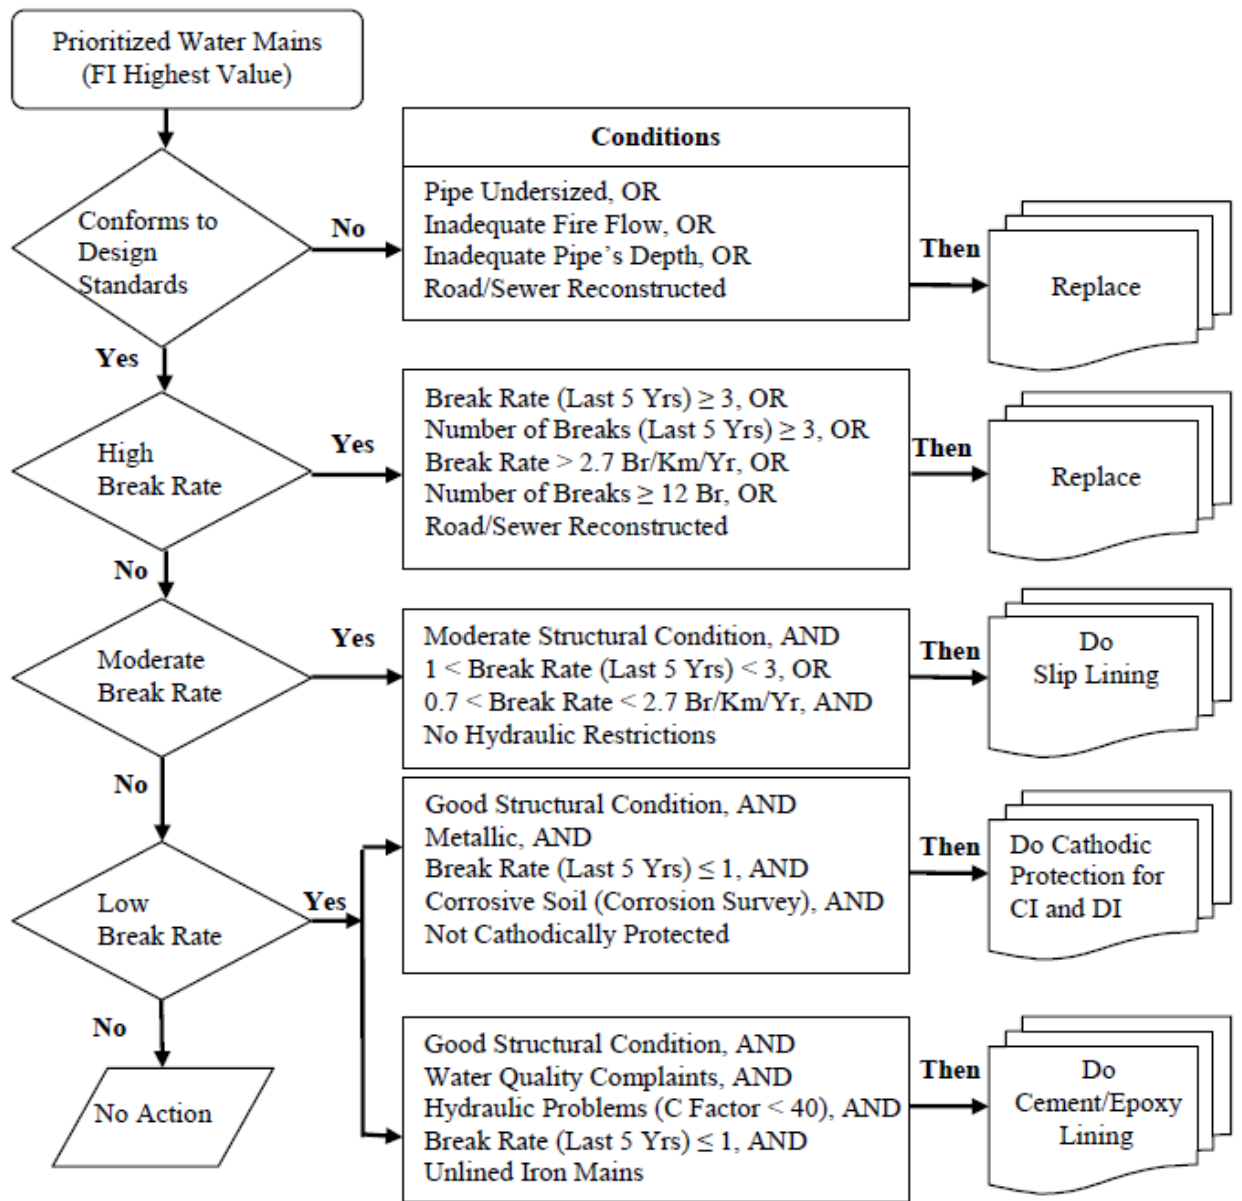 Prioritized Water Mains
(FI Highest Value)
Conforms to
Design
Standards
No
Conditions
Pipe Undersized, OR
Inadequate Fire Flow, OR
Inadequate Pipe's Depth, OR
Road/Sewer Reconstructed
Then
Replace
Yes
High
Break Rate
Yes
Break Rate (Last 5 Yrs) ≥ 3, OR
Number of Breaks (Last 5 Yrs) ≥ 3, OR
Break Rate > 2.7 Br/Km/Yr, OR
Number of Breaks ≥ 12 Br, OR
Road/Sewer Reconstructed
Then
Replace
No
Moderate
Break Rate
Yes
Moderate Structural Condition, AND
1 < Break Rate (Last 5 Yrs) < 3, OR
0.7 < Break Rate < 2.7 Br/Km/Yr, AND
No Hydraulic Restrictions
Then
Do
Slip Lining
No
Low
Break Rate
Yes
Good Structural Condition, AND
Metallic, AND
Break Rate (Last 5 Yrs) ≤ 1, AND
Corrosive Soil (Corrosion Survey), AND
Not Cathodically Protected
Then
Do Cathodic
Protection for
CI and DI
No
No Action
Good Structural Condition, AND
Water Quality Complaints, AND
Hydraulic Problems (C Factor < 40), AND
Break Rate (Last 5 Yrs) ≤ 1, AND
Unlined Iron Mains
Then
Do
Cement/Epoxy
Lining